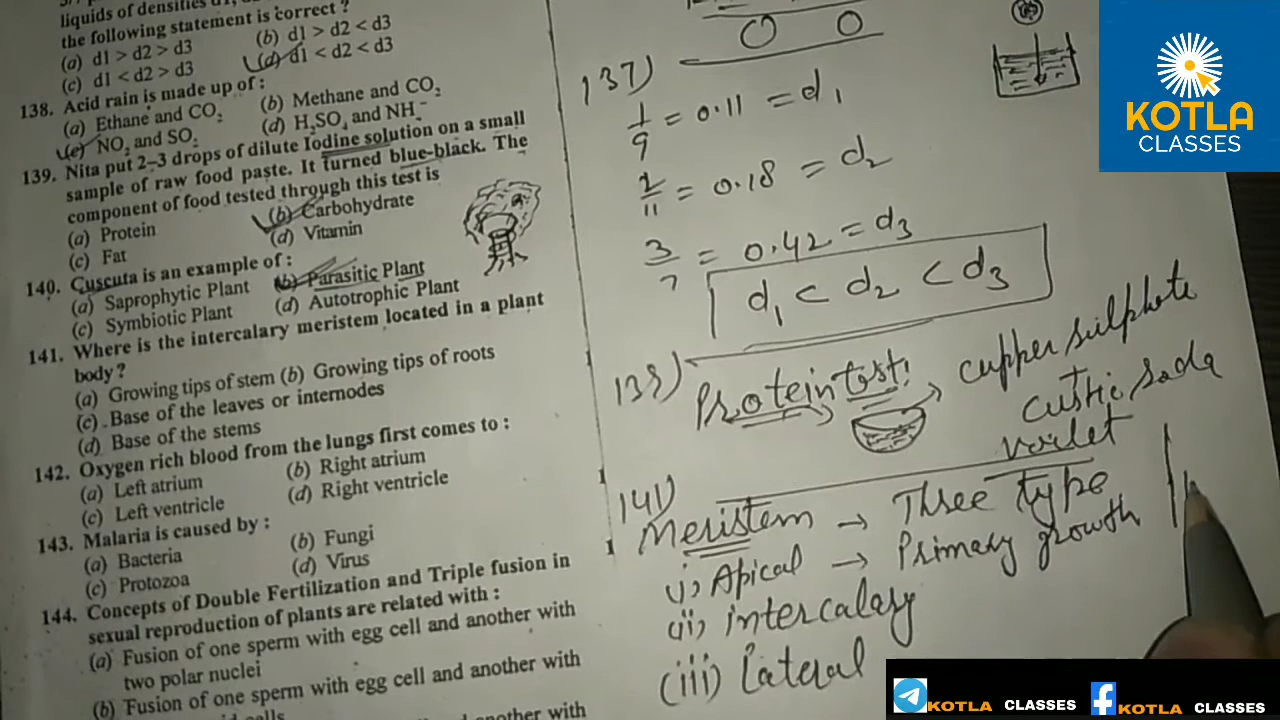 liquids of densities d1,
the following statement is correct ?
(a) d1 > d2 > d3 (b) d1 > d2 < d3
(c) d1 < d2 > d3 (d) d1 < d2 < d3
138. Acid rain is made up of :
(a) Ethane and CO2 (b) Methane and CO2
(c) NO2 and SO2 (d) H2SO4 and NH
139. Nita put 2–3 drops of dilute Iodine solution on a small
sample of raw food paste. It turned blue-black. The
component of food tested through this test is
(a) Protein (b) Carbohydrate
(c) Fat (d) Vitamin
140. Cuscuta is an example of :
(a) Saprophytic Plant (b) Parasitic Plant
(c) Symbiotic Plant (d) Autotrophic Plant
141. Where is the intercalary meristem located in a plant
body ?
(a) Growing tips of stem (b) Growing tips of roots
(c) Base of the leaves or internodes
(d) Base of the stems
142. Oxygen rich blood from the lungs first comes to :
(a) Left atrium (b) Right atrium
(c) Left ventricle (d) Right ventricle
143. Malaria is caused by :
(a) Bacteria (b) Fungi
(c) Protozoa (d) Virus
144. Concepts of Double Fertilization and Triple fusion in
sexual reproduction of plants are related with :
(a) Fusion of one sperm with egg cell and another with
two polar nuclei
(b) Fusion of one sperm with egg cell and another with
another with
137)
1/9 = 0.11 = d1
2/11 = 0.18 = d2
3/7 = 0.42 = d3
d1 < d2 < d3
Protein test! → cupper sulphate
custic soda
voilet
141)
Meristem → Three type
(i) Apical → Primary growth
(ii) intercalary
(iii) Lateral
KOTLA
CLASSES
KOTLA CLASSES
KOTLA CLASSES